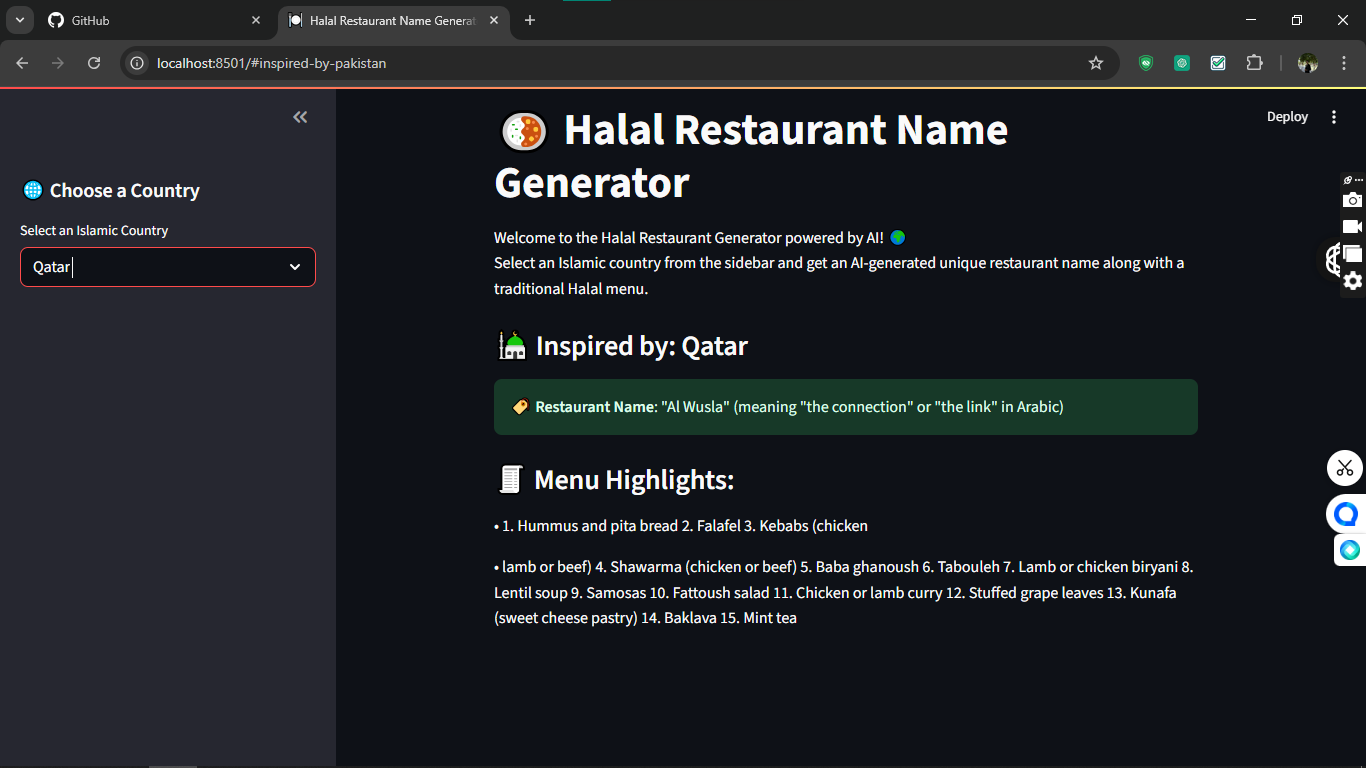 GitHub
Halal Restaurant Name Generat
localhost:8501/#inspired-by-pakistan
Deploy
Choose a Country
Select an Islamic Country
Qatar
Halal Restaurant Name
Generator
Welcome to the Halal Restaurant Generator powered by AI!
Select an Islamic country from the sidebar and get an AI-generated unique restaurant name along with a
traditional Halal menu.
Inspired by: Qatar
Restaurant Name: "Al Wusla" (meaning "the connection" or "the link" in Arabic)
Menu Highlights:
• 1. Hummus and pita bread 2. Falafel 3. Kebabs (chicken
• lamb or beef) 4. Shawarma (chicken or beef) 5. Baba ghanoush 6. Tabouleh 7. Lamb or chicken biryani 8.
Lentil soup 9. Samosas 10. Fattoush salad 11. Chicken or lamb curry 12. Stuffed grape leaves 13. Kunafa
(sweet cheese pastry) 14. Baklava 15. Mint tea